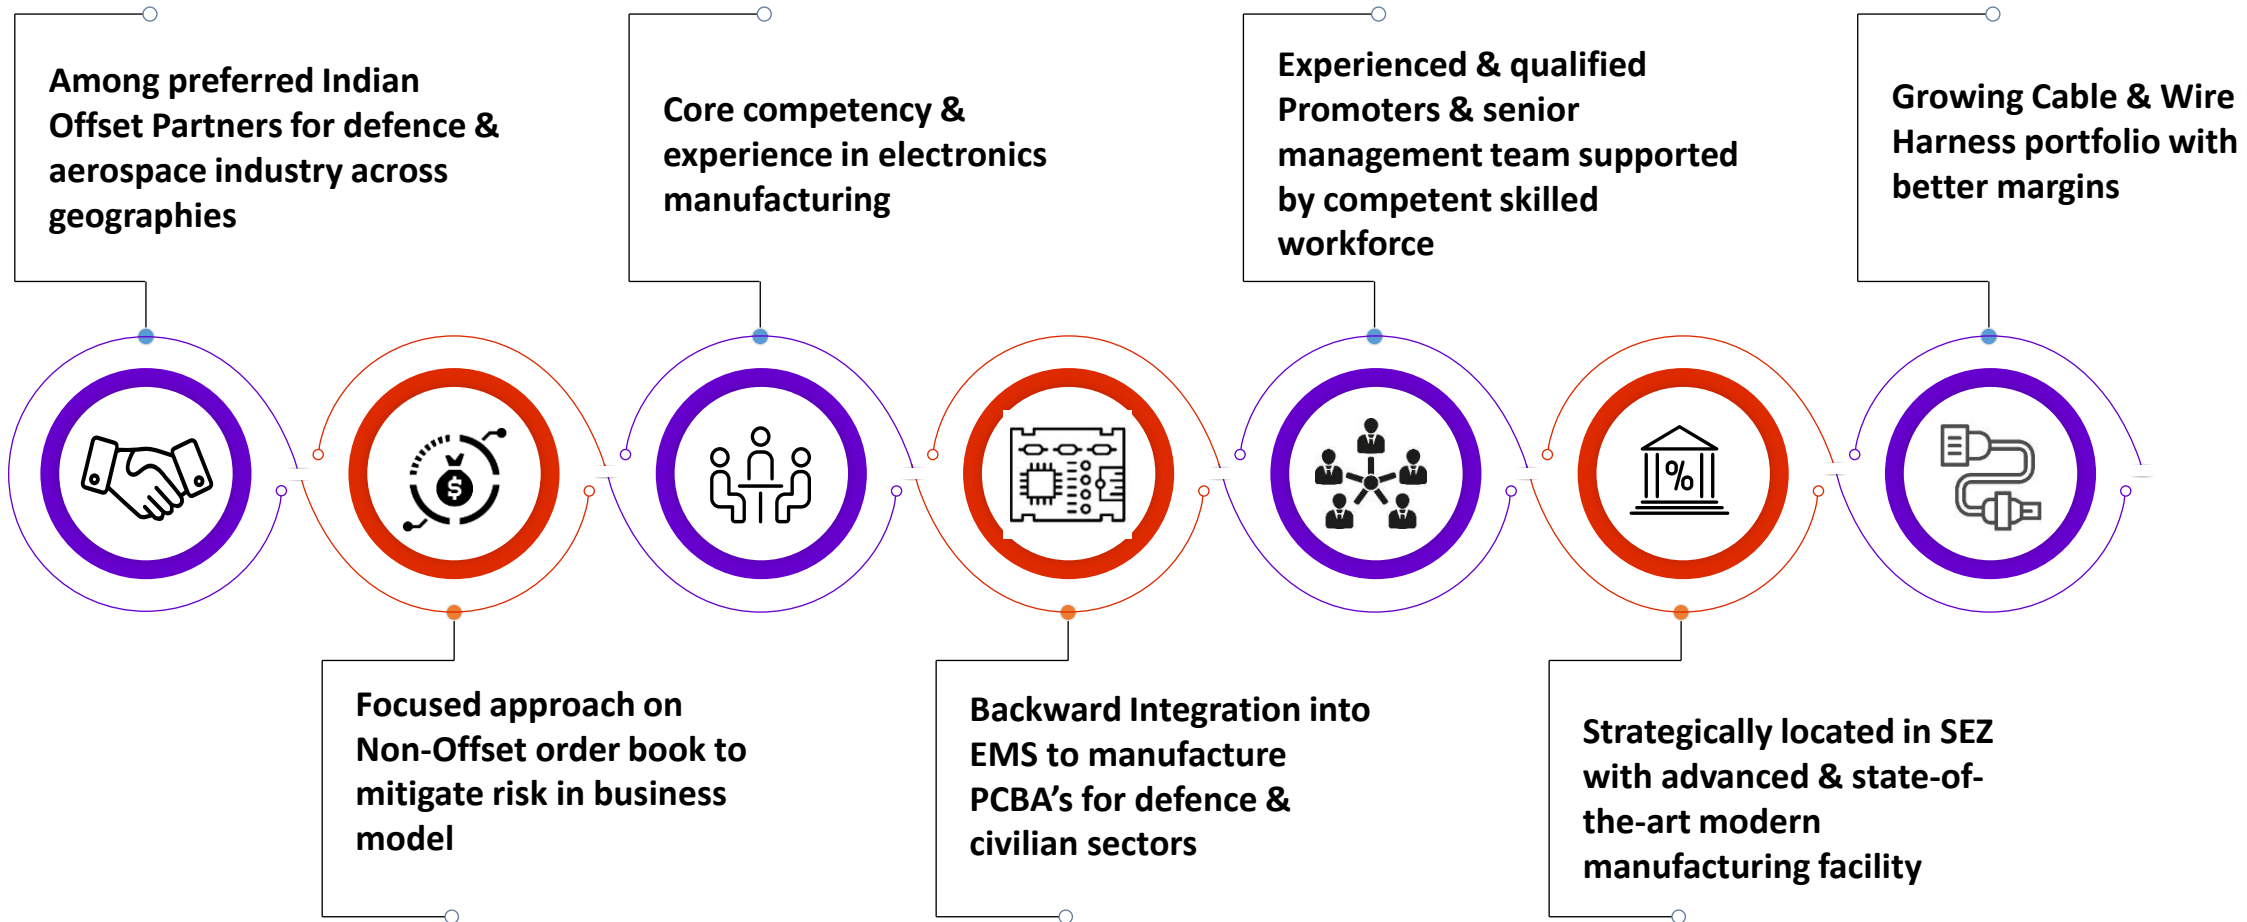 Among preferred Indian
Offset Partners for defence &
aerospace industry across
geographies
Focused approach on
Non-Offset order book to
mitigate risk in business
model
Core competency &
experience in electronics
manufacturing
Backward Integration into
EMS to manufacture
PCBA’s for defence &
civilian sectors
Experienced & qualified
Promoters & senior
management team supported
by competent skilled
workforce
Strategically located in SEZ
with advanced & state-of-
the-art modern
manufacturing facility
Growing Cable & Wire
Harness portfolio with
better margins
$
%